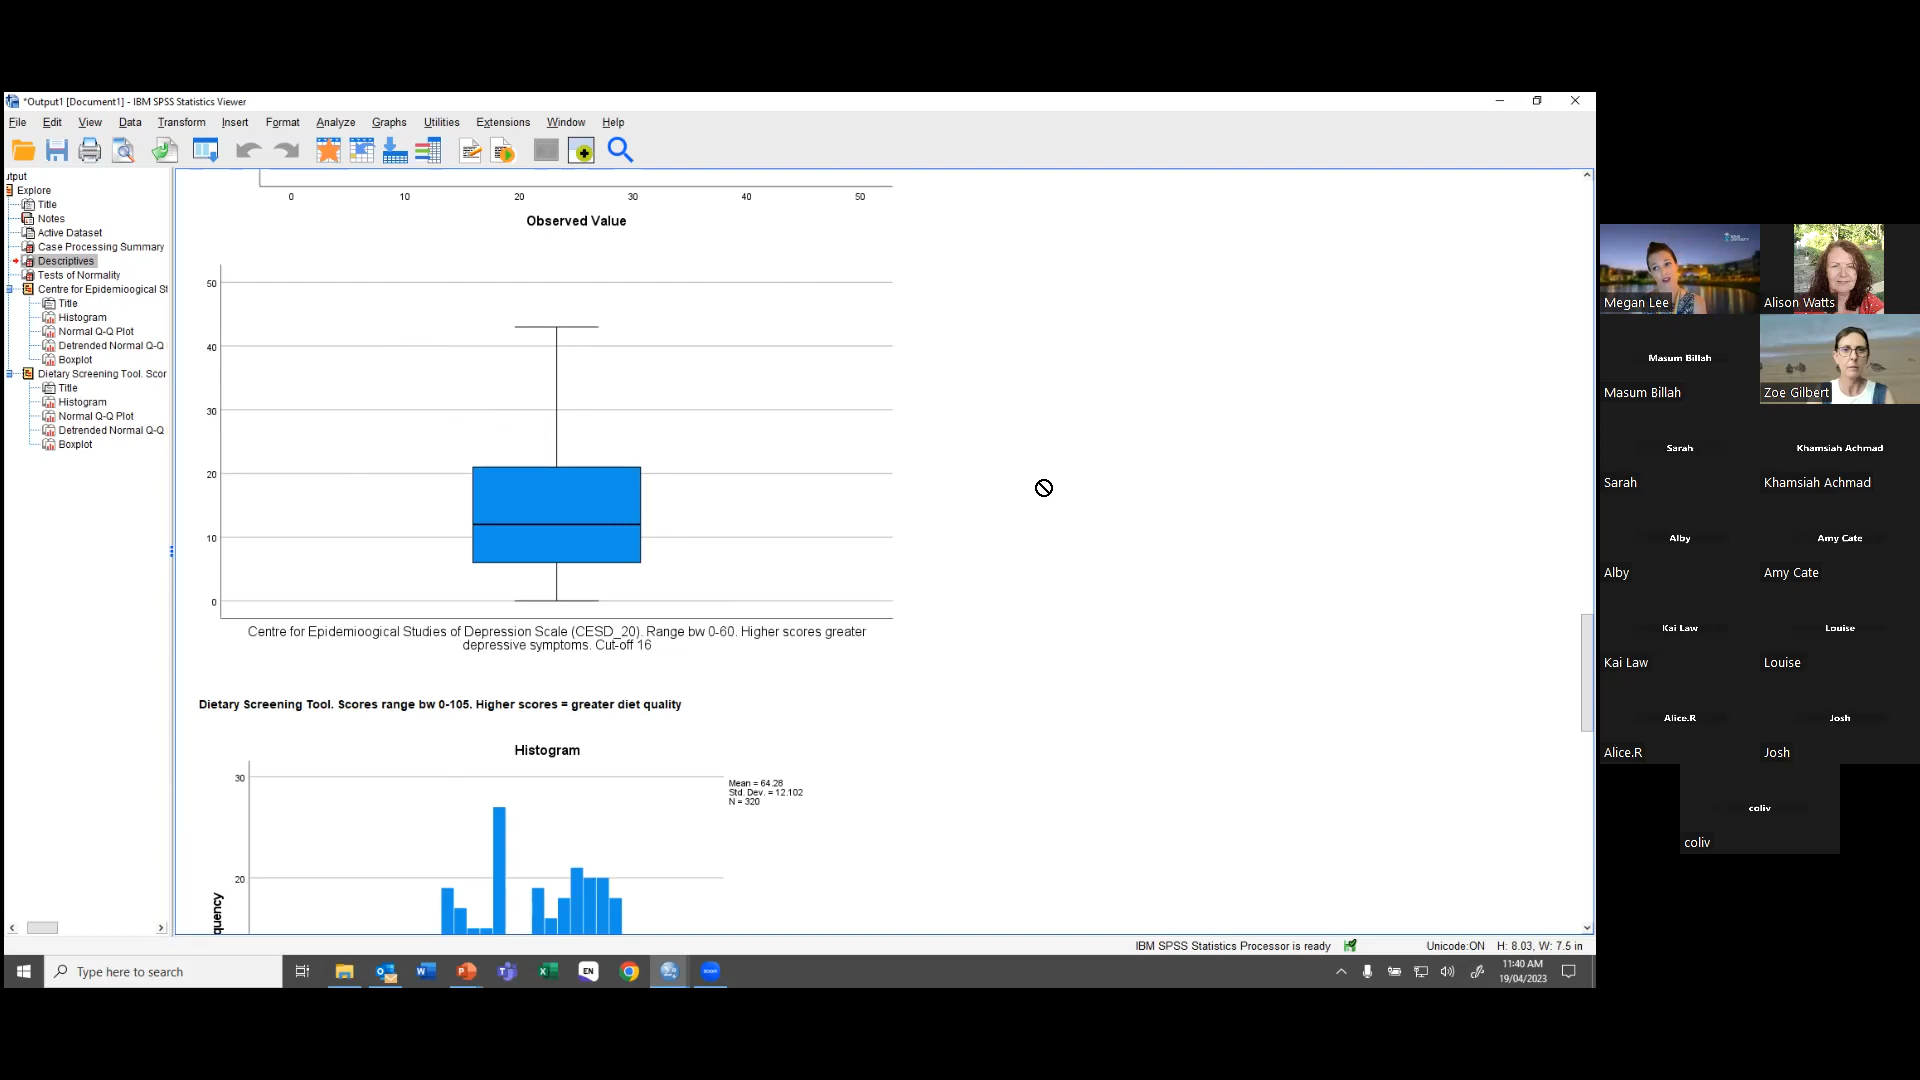 *Output1 [Document1] - IBM SPSS Statistics Viewer
File Edit View Data Transform Insert Format Analyze Graphs Utilities Extensions Window Help
utput
Explore
Title
Notes
Active Dataset
Case Processing Summary
Descriptives
Tests of Normality
Centre for Epidemioogical St
Title
Histogram
Normal Q-Q Plot
Detrended Normal Q-Q
Boxplot
Dietary Screening Tool. Scor
Title
Histogram
Normal Q-Q Plot
Detrended Normal Q-Q
Boxplot
0 10 20 30 40 50
Observed Value
50
40
30
20
10
0
Centre for Epidemioogical Studies of Depression Scale (CESD_20). Range bw 0-60. Higher scores greater
depressive symptoms. Cut-off 16
Dietary Screening Tool. Scores range bw 0-105. Higher scores = greater diet quality
Histogram
30
20
quency
Mean = 64.28
Std. Dev. = 12.102
N = 320
IBM SPSS Statistics Processor is ready Unicode:ON H: 8.03, W: 7.5 in
Type here to search
EN
zoom
11:40 AM
19/04/2023
Megan Lee
Alison Watts
Masum Billah
Masum Billah
Zoe Gilbert
Sarah
Sarah
Khamsiah Achmad
Khamsiah Achmad
Alby
Alby
Amy Cate
Amy Cate
Kai Law
Kai Law
Louise
Louise
Alice.R
Alice.R
Josh
Josh
coliv
coliv